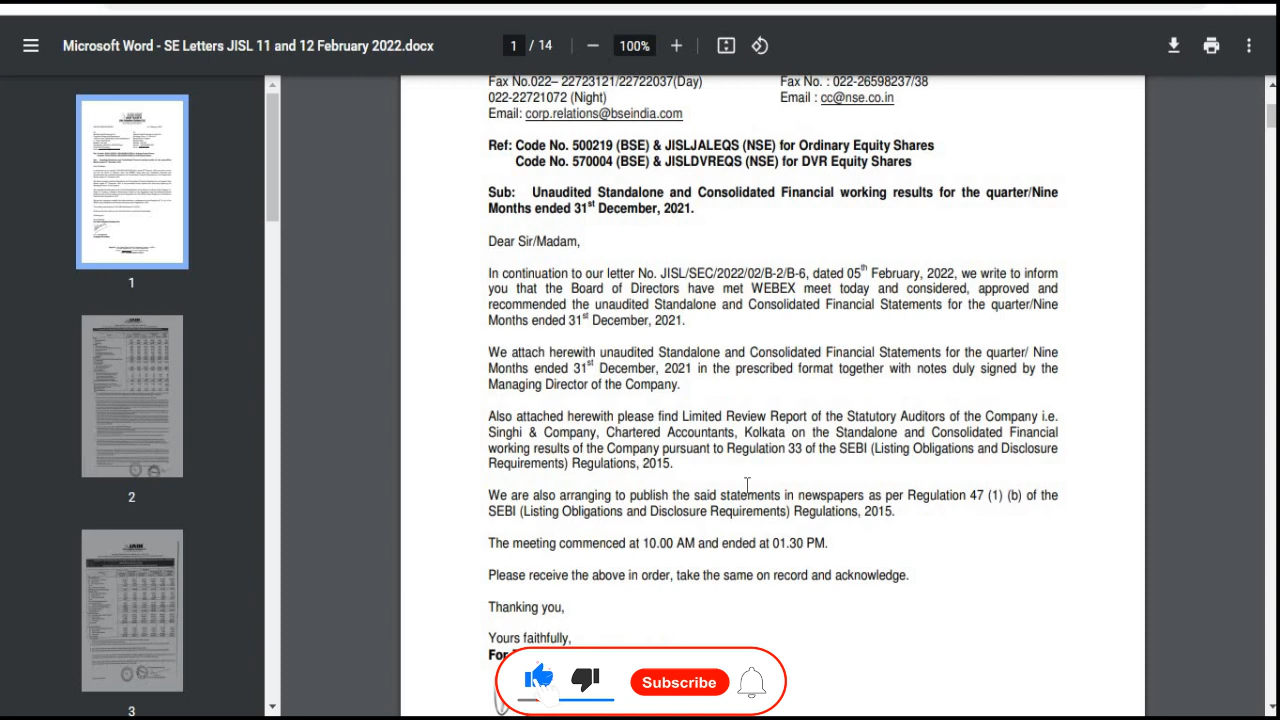 Microsoft Word - SE Letters JISL 11 and 12 February 2022.docx
1 / 14
100%
Fax No.022– 22723121/22722037(Day)
Fax No. : 022-26598237/38
022-22721072 (Night)
Email : cc@nse.co.in
Email: corp.relations@bseindia.com
Ref: Code No. 500219 (BSE) & JISLJALEQS (NSE) for Ordinary Equity Shares
Code No. 570004 (BSE) & JISLDVREQS (NSE) for DVR Equity Shares
Sub: Unaudited Standalone and Consolidated Financial working results for the quarter/Nine
Months ended 31st December, 2021.
Dear Sir/Madam,
In continuation to our letter No. JISL/SEC/2022/02/B-2/B-6, dated 05th February, 2022, we write to inform
you that the Board of Directors have met WEBEX meet today and considered, approved and
recommended the unaudited Standalone and Consolidated Financial Statements for the quarter/Nine
Months ended 31st December, 2021.
We attach herewith unaudited Standalone and Consolidated Financial Statements for the quarter/ Nine
Months ended 31st December, 2021 in the prescribed format together with notes duly signed by the
Managing Director of the Company.
Also attached herewith please find Limited Review Report of the Statutory Auditors of the Company i.e.
Singhi & Company, Chartered Accountants, Kolkata on the Standalone and Consolidated Financial
working results of the Company pursuant to Regulation 33 of the SEBI (Listing Obligations and Disclosure
Requirements) Regulations, 2015.
We are also arranging to publish the said statements in newspapers as per Regulation 47 (1) (b) of the
SEBI (Listing Obligations and Disclosure Requirements) Regulations, 2015.
The meeting commenced at 10.00 AM and ended at 01.30 PM.
Please receive the above in order, take the same on record and acknowledge.
Thanking you,
Yours faithfully,
For
Subscribe
1
2
3